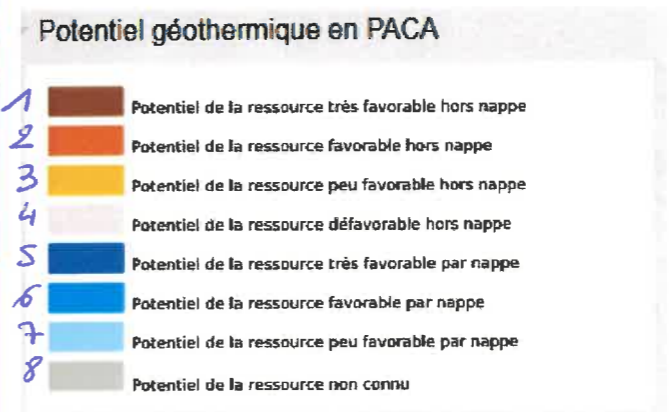 Potentiel géothermique en PACA
1 Potentiel de la ressource très favorable hors nappe
2 Potentiel de la ressource favorable hors nappe
3 Potentiel de la ressource peu favorable hors nappe
4 Potentiel de la ressource défavorable hors nappe
5 Potentiel de la ressource très favorable par nappe
6 Potentiel de la ressource favorable par nappe
7 Potentiel de la ressource peu favorable par nappe
8 Potentiel de la ressource non connu